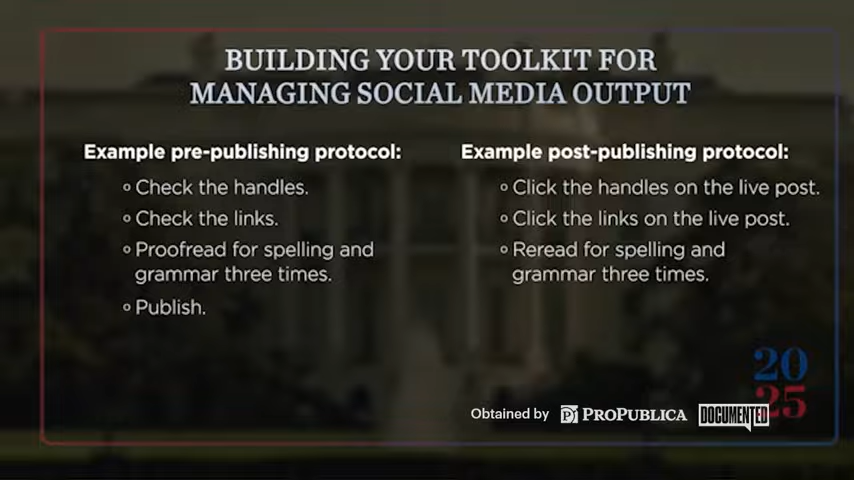 BUILDING YOUR TOOLKIT FOR
MANAGING SOCIAL MEDIA OUTPUT
Example pre-publishing protocol:
Check the handles.
Check the links.
Proofread for spelling and
grammar three times.
Publish.
Example post-publishing protocol:
Click the handles on the live post.
Click the links on the live post.
Reread for spelling and
grammar three times.
20
25
Obtained by PROPUBLICA DOCUMENTED